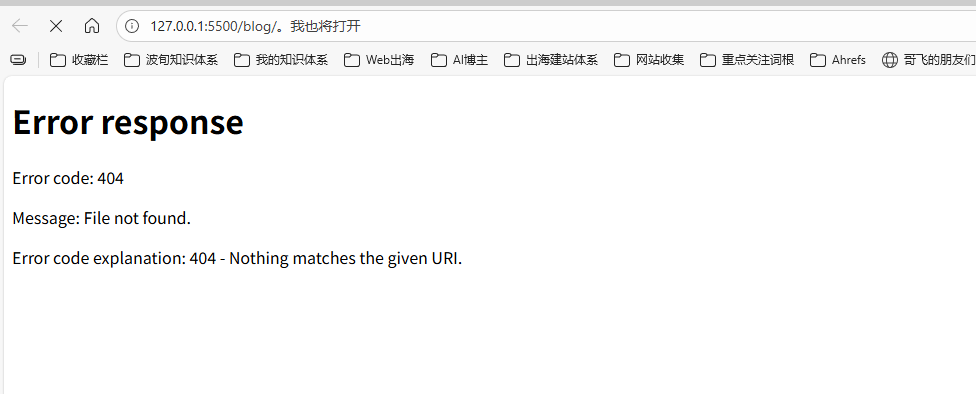 127.0.0.1:5500/blog/。我也将打开
收藏栏 波旬知识体系 我的知识体系 Web出海 AI博主 出海建站体系 网站收集 重点关注词根 Ahrefs 哥飞的朋友们
Error response
Error code: 404
Message: File not found.
Error code explanation: 404 - Nothing matches the given URI.